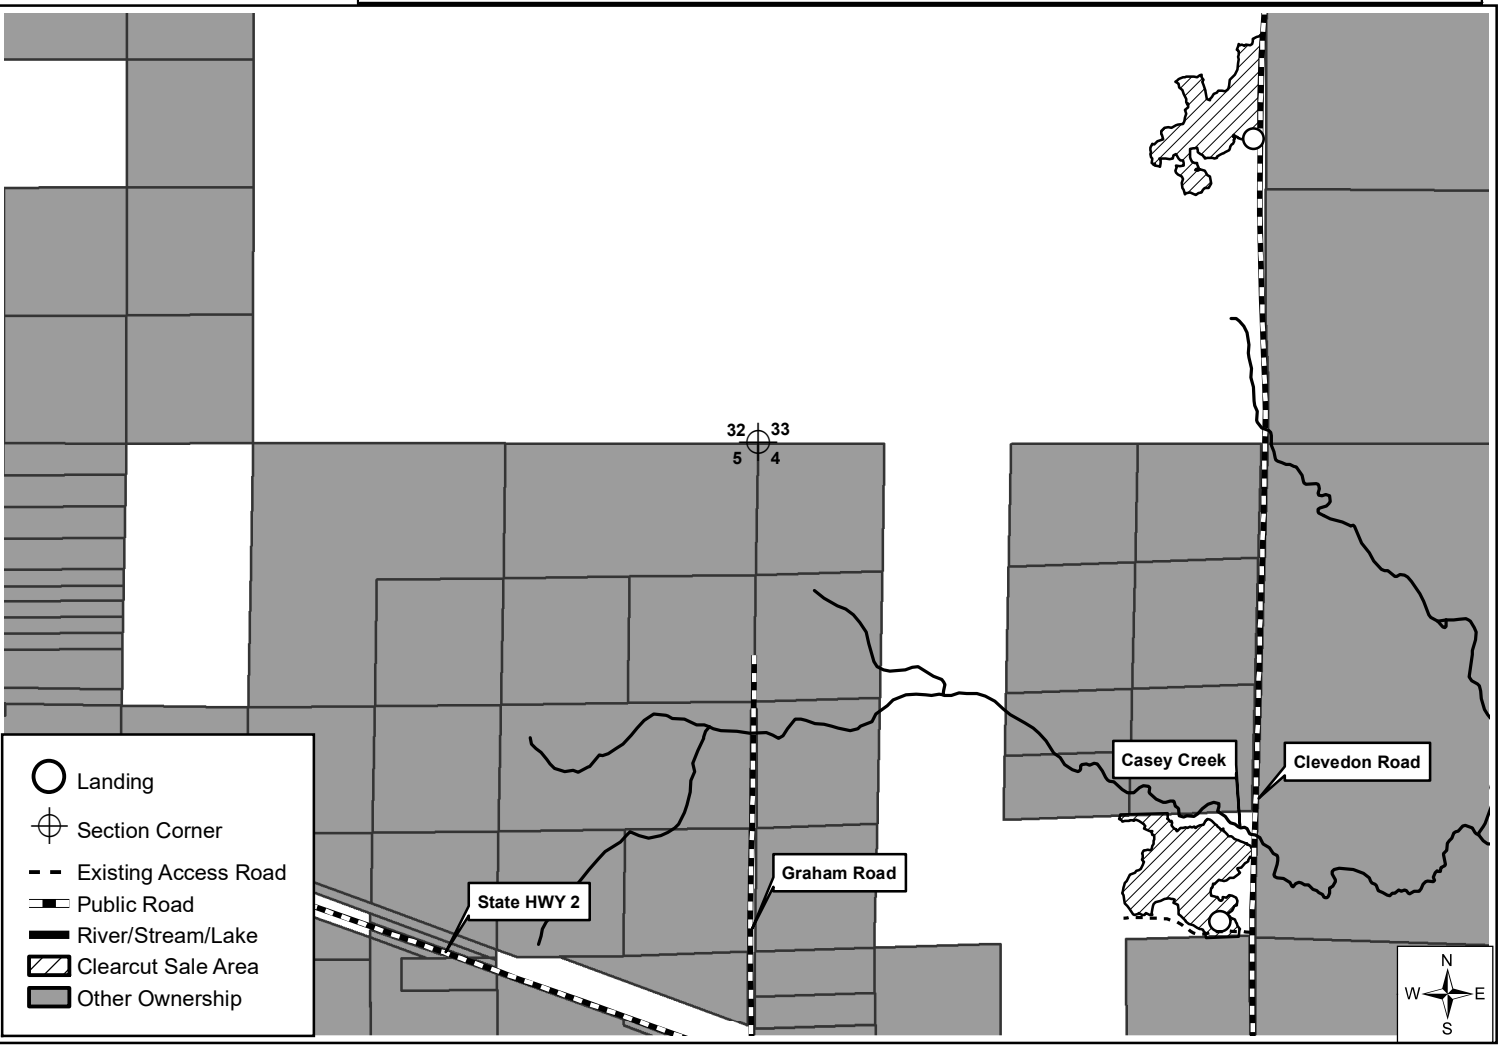 32 33
5 4
Casey Creek
Clevedon Road
Graham Road
State HWY 2
Landing
Section Corner
Existing Access Road
Public Road
River/Stream/Lake
Clearcut Sale Area
Other Ownership
N
W E
S